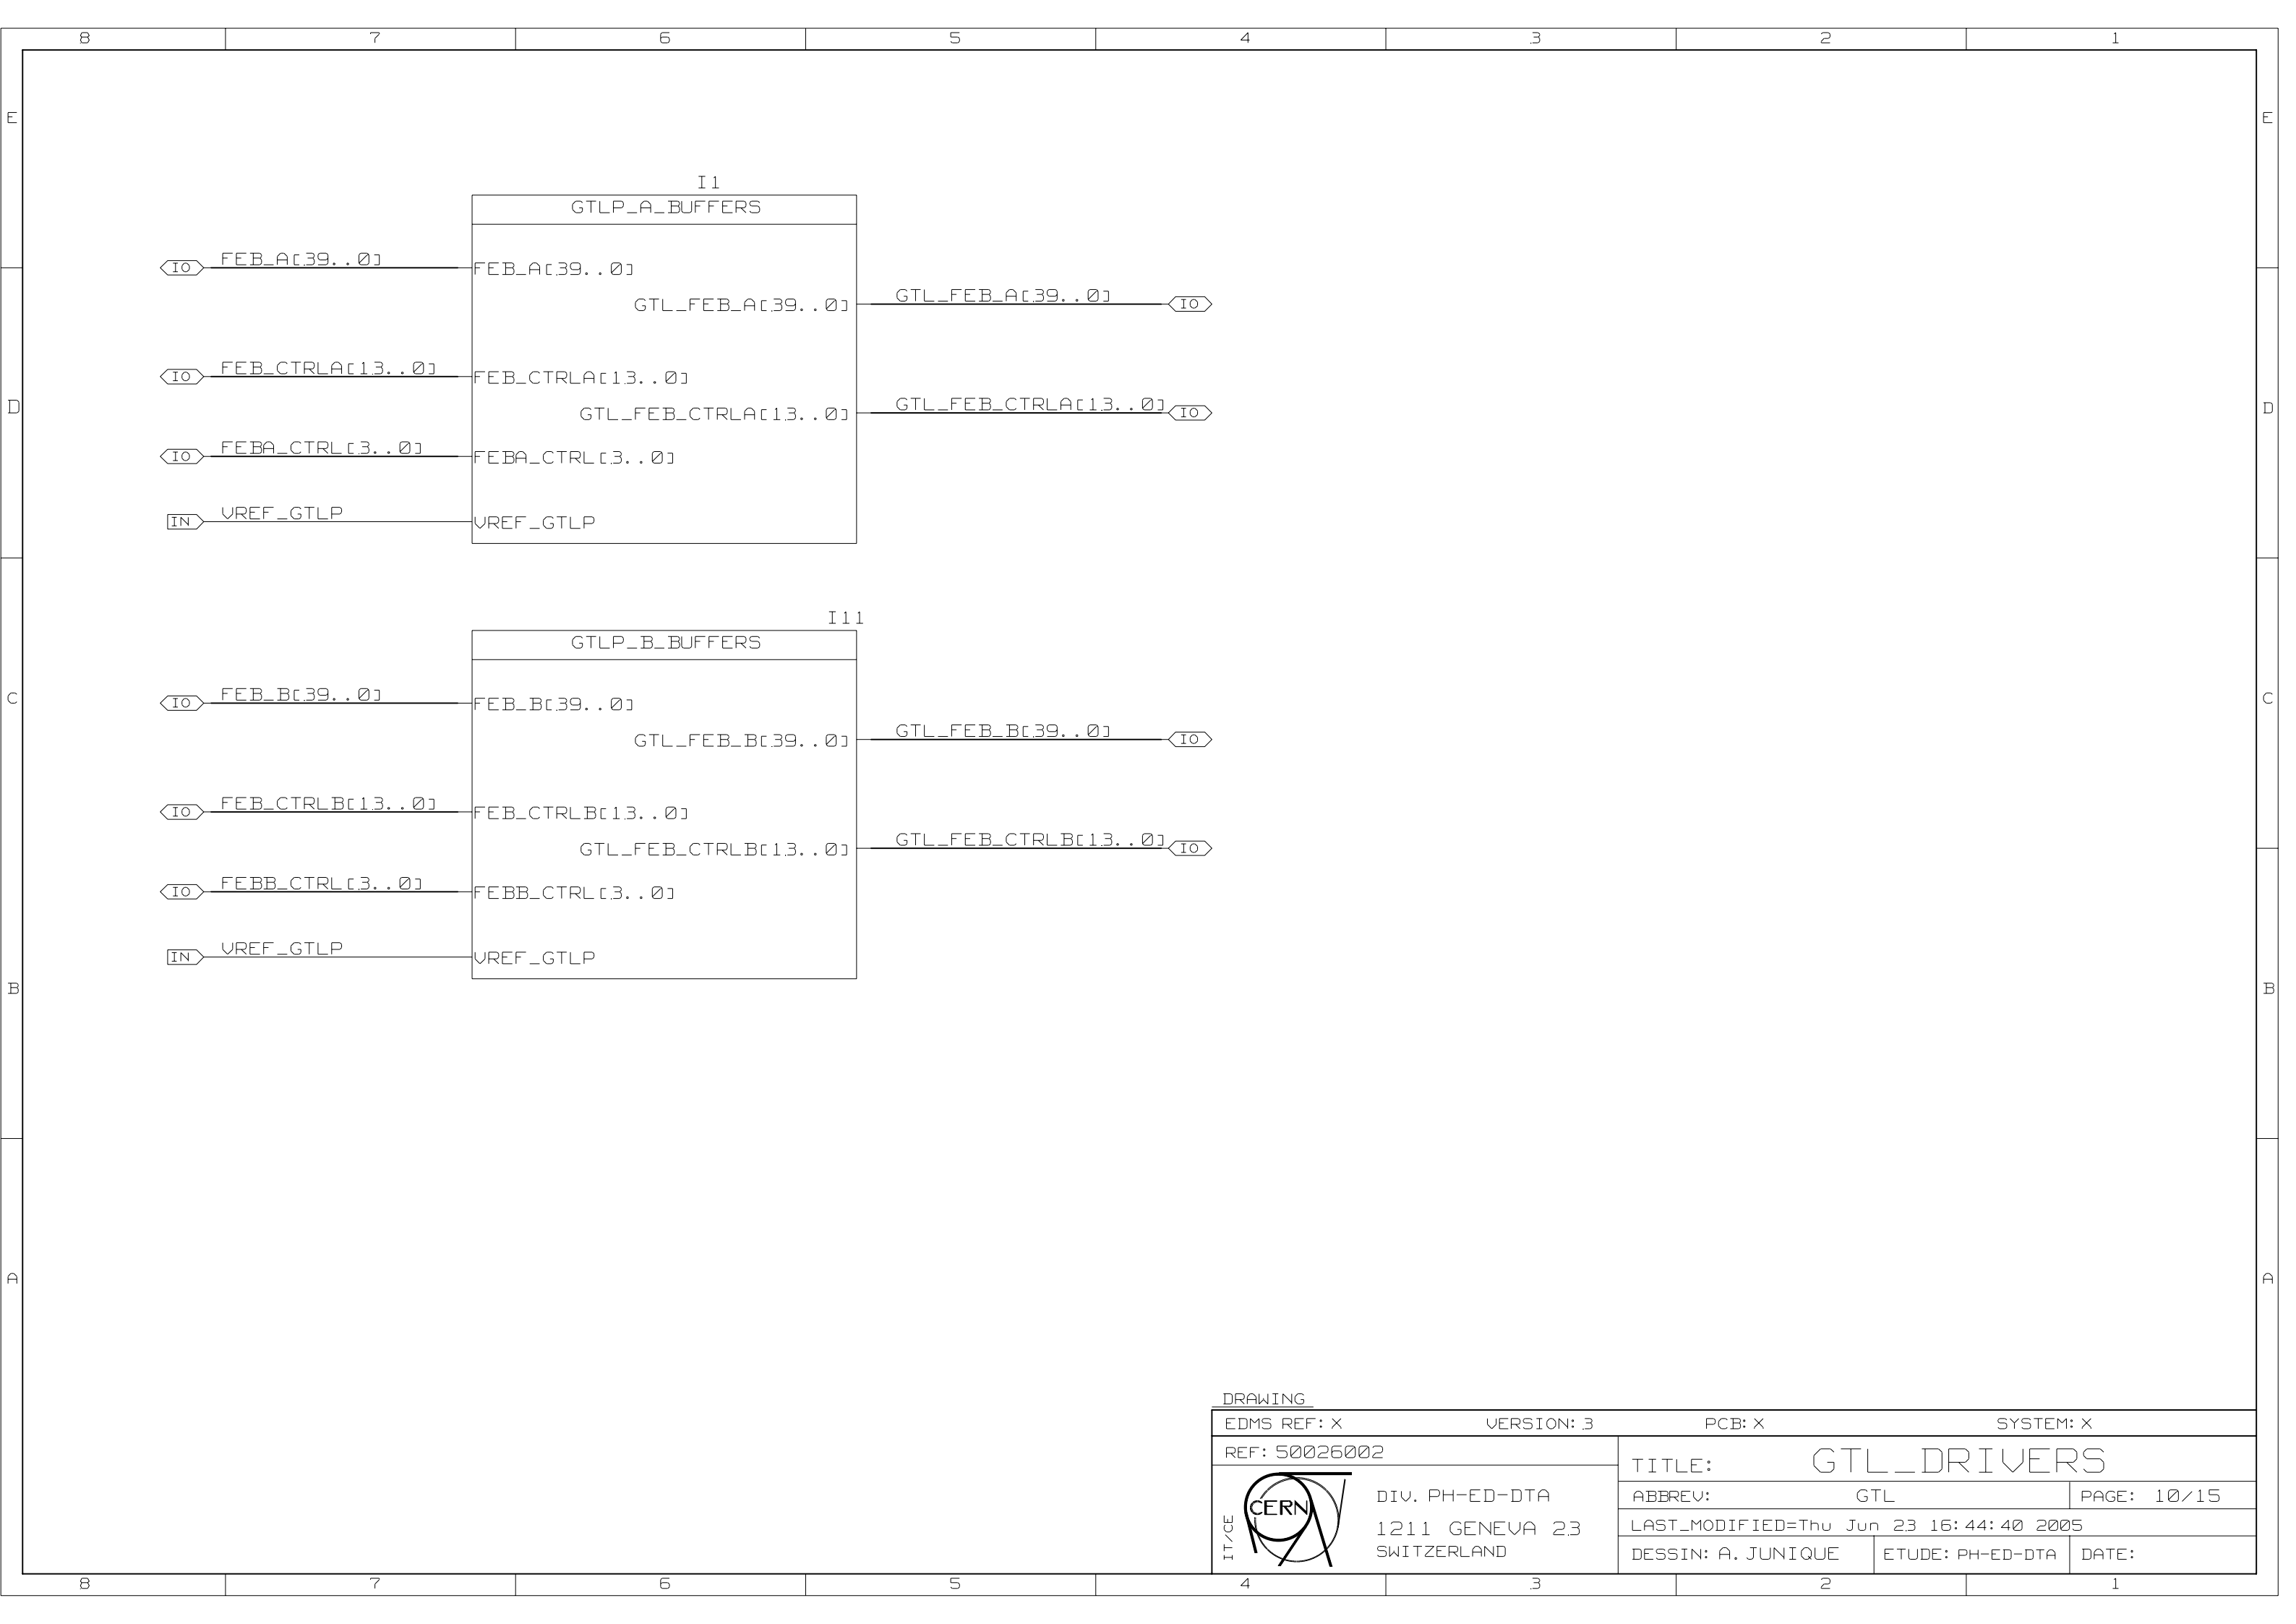 8 7 6 5 4 3 2 1
E E
I1
GTLP_A_BUFFERS
IO FEB_A[39..0] FEB_A[39..0]
GTL_FEB_A[39..0] GTL_FEB_A[39..0] IO
IO FEB_CTRLA[13..0] FEB_CTRLA[13..0]
D GTL_FEB_CTRLA[13..0] GTL_FEB_CTRLA[13..0] IO D
IO FEBA_CTRL[3..0] FEBA_CTRL[3..0]
IN VREF_GTLP VREF_GTLP
I11
GTLP_B_BUFFERS
C IO FEB_B[39..0] FEB_B[39..0] C
GTL_FEB_B[39..0] GTL_FEB_B[39..0] IO
IO FEB_CTRLB[13..0] FEB_CTRLB[13..0]
GTL_FEB_CTRLB[13..0] GTL_FEB_CTRLB[13..0] IO
IO FEBB_CTRL[3..0] FEBB_CTRL[3..0]
IN VREF_GTLP VREF_GTLP
B B
A A
DRAWING
EDMS REF: X VERSION: 3 PCB: X SYSTEM: X
REF: 50026002
TITLE: GTL_DRIVERS
IT/CE
CERN
DIV. PH-ED-DTA
1211 GENEVA 23
SWITZERLAND
ABBREV: GTL PAGE: 10/15
LAST_MODIFIED=Thu Jun 23 16:44:40 2005
DESSIN: A. JUNIQUE ETUDE: PH-ED-DTA DATE:
8 7 6 5 4 3 2 1